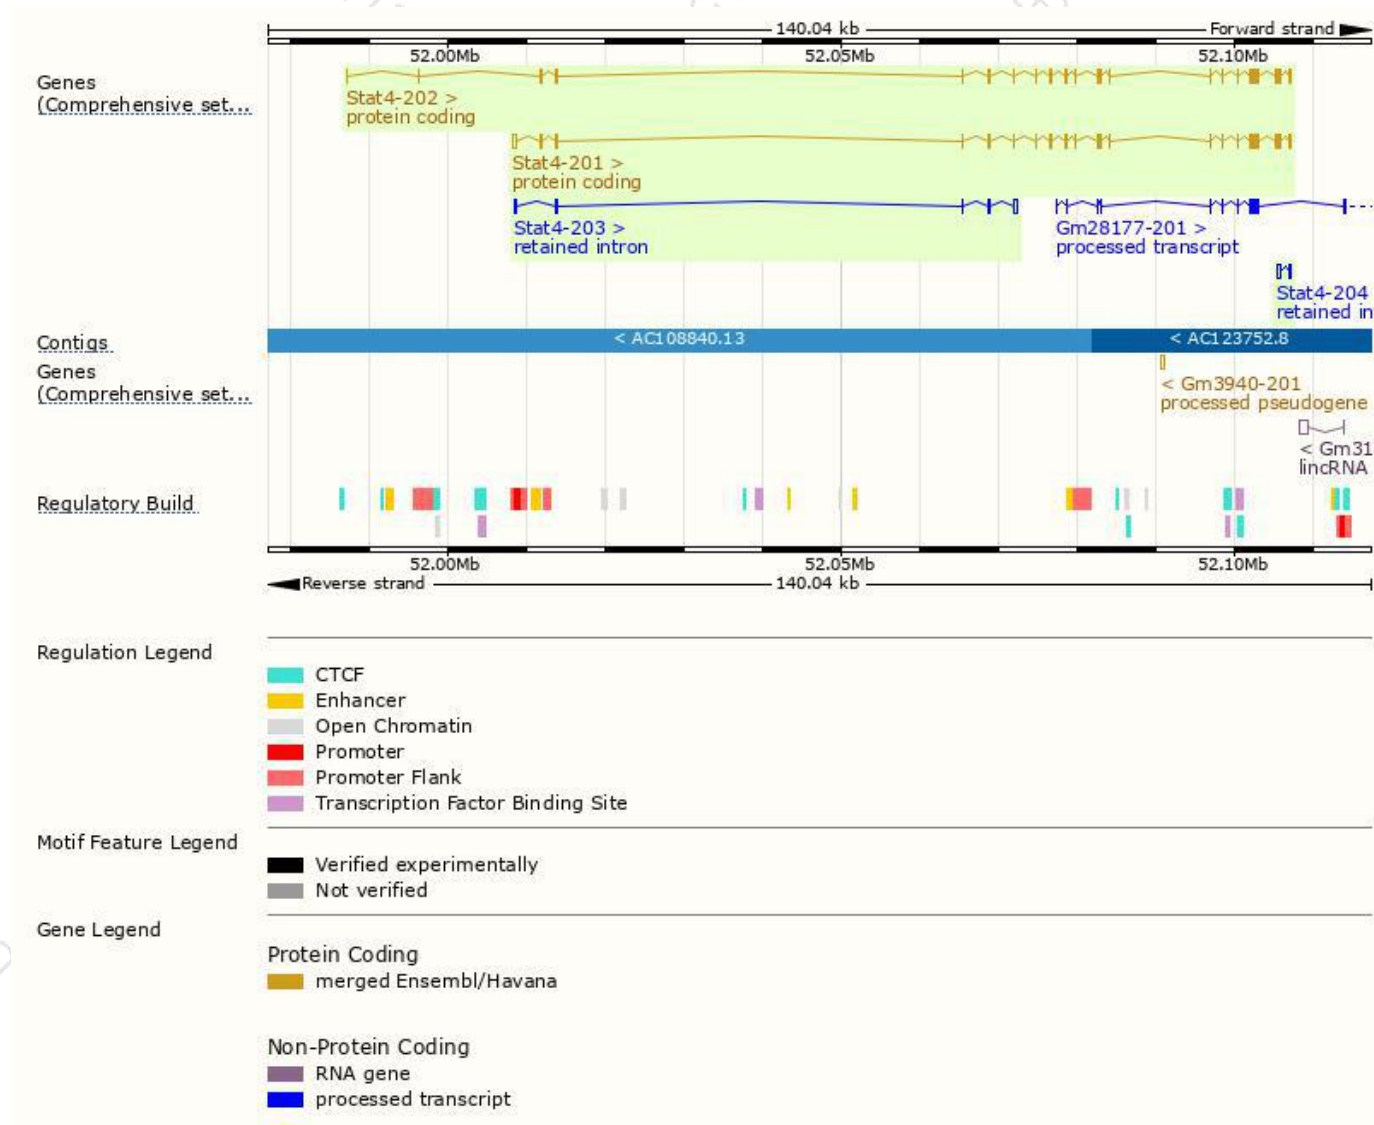 140.04 kb Forward strand
52.00Mb 52.05Mb 52.10Mb
Genes
(Comprehensive set...
Stat4-202 >
protein coding
Stat4-201 >
protein coding
Stat4-203 >
retained intron
Gm28177-201 >
processed transcript
Stat4-204
retained in
Contigs
< AC108840.13 < AC123752.8
Genes
(Comprehensive set...
< Gm3940-201
processed pseudogene
< Gm31
lincRNA
Regulatory Build
52.00Mb 52.05Mb 52.10Mb
Reverse strand 140.04 kb
Regulation Legend
CTCF
Enhancer
Open Chromatin
Promoter
Promoter Flank
Transcription Factor Binding Site
Motif Feature Legend
Verified experimentally
Not verified
Gene Legend
Protein Coding
merged Ensembl/Havana
Non-Protein Coding
RNA gene
processed transcript